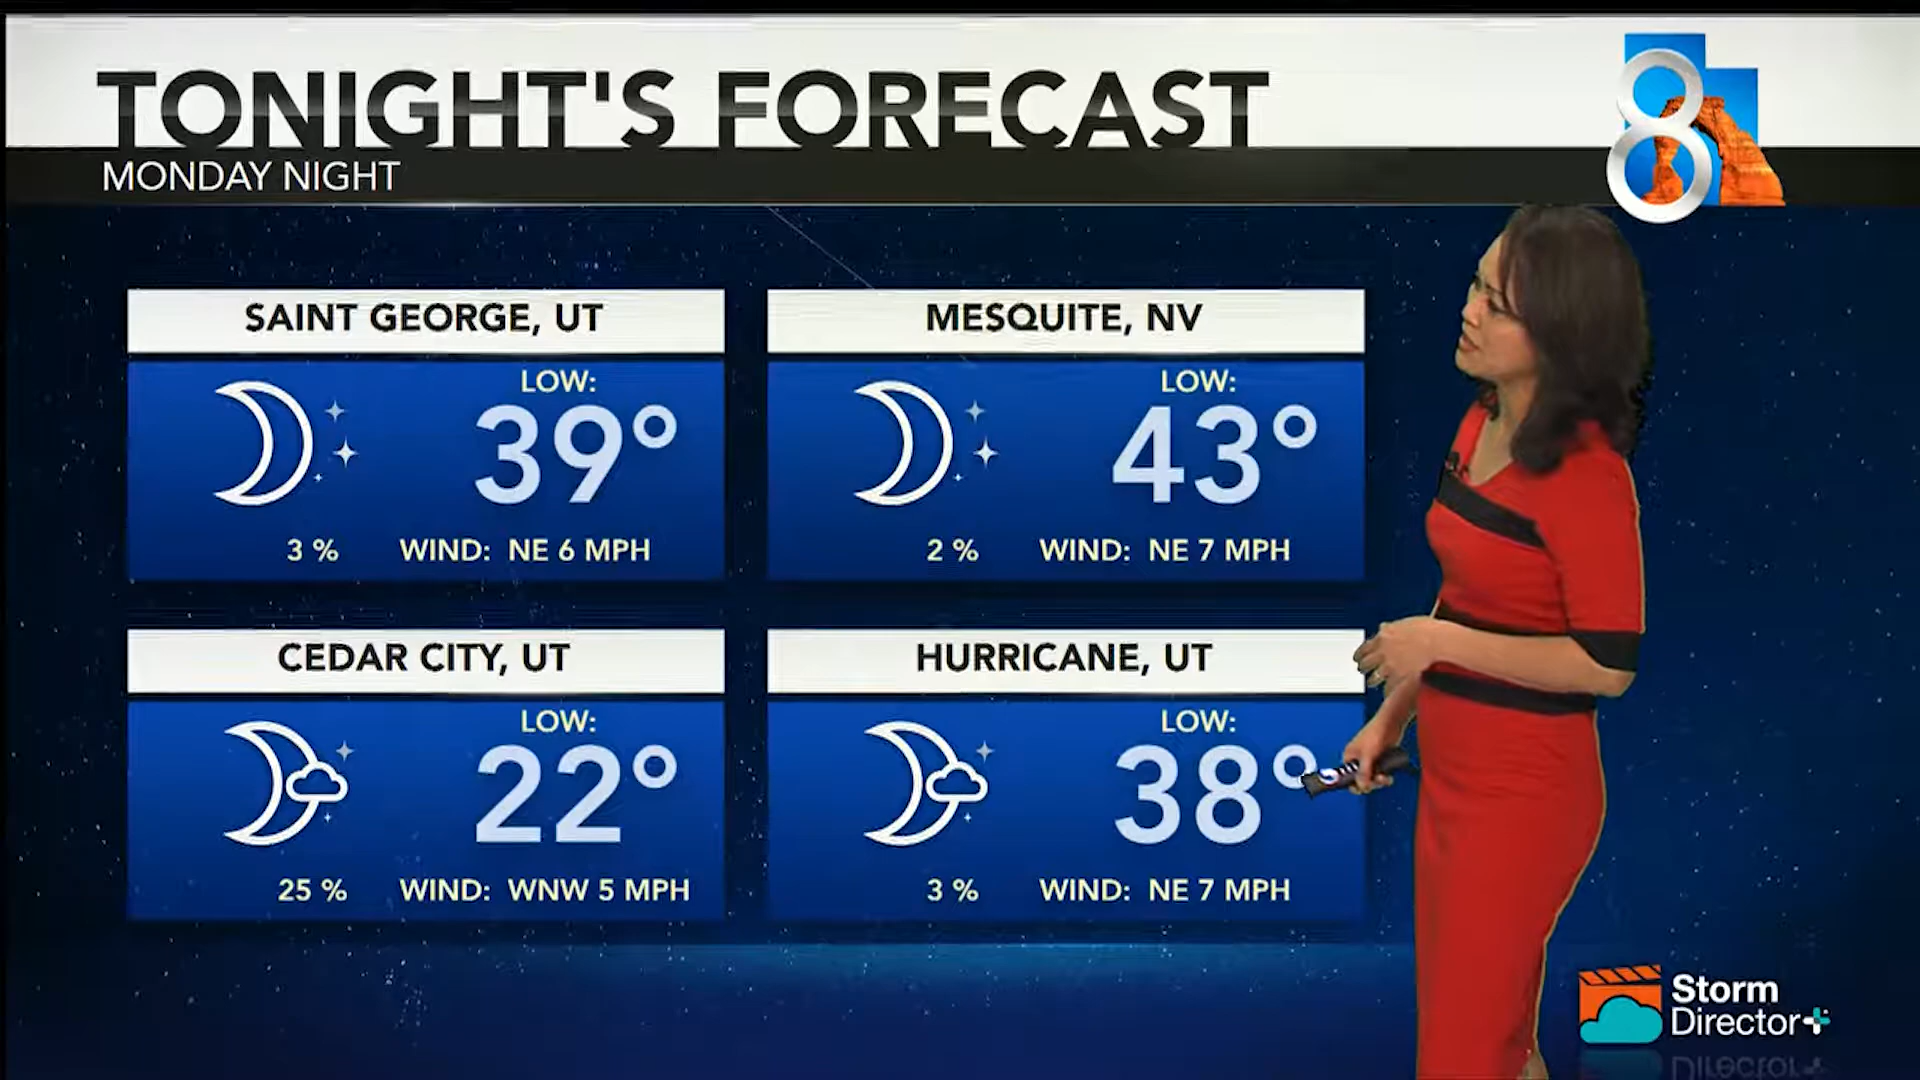 TONIGHT'S FORECAST
8
MONDAY NIGHT
SAINT GEORGE, UT
LOW:
39°
3 %
WIND: NE 6 MPH
MESQUITE, NV
LOW:
43°
2 %
WIND: NE 7 MPH
CEDAR CITY, UT
LOW:
22°
25 %
WIND: WNW 5 MPH
HURRICANE, UT
LOW:
38°
3 %
WIND: NE 7 MPH
Storm
Director+